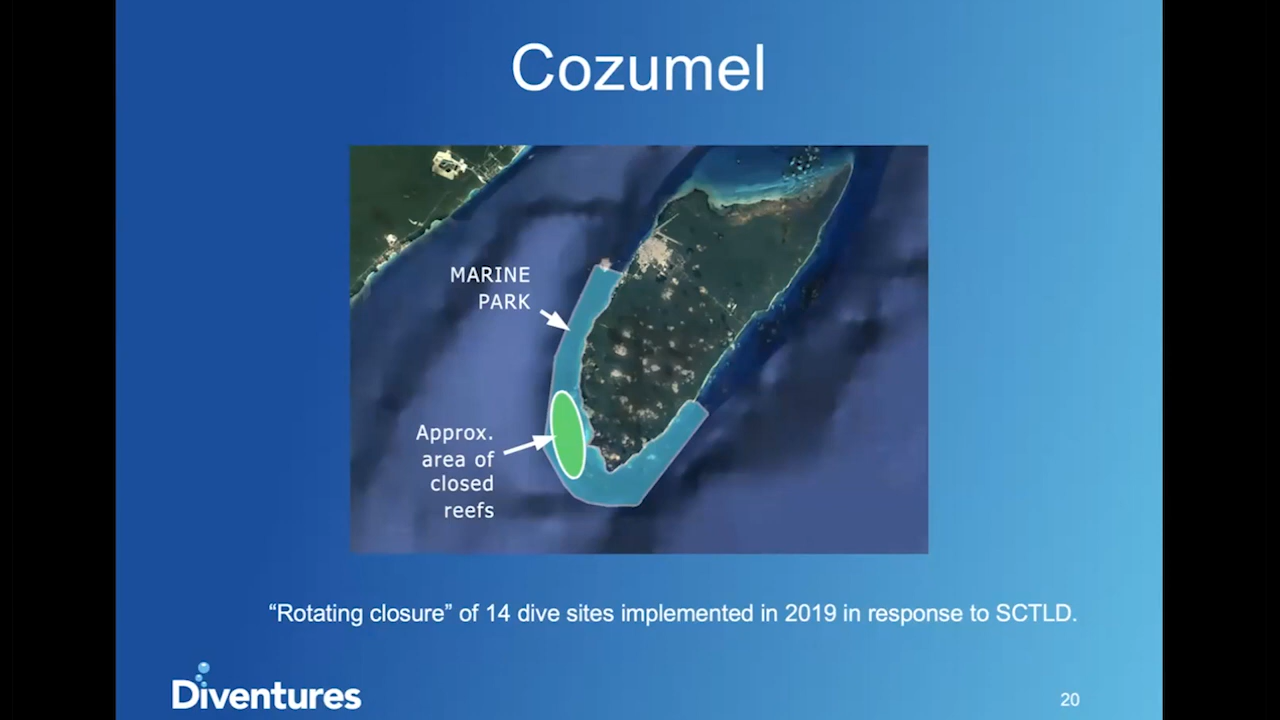 Cozumel
MARINE
PARK
Approx.
area of
closed
reefs
“Rotating closure” of 14 dive sites implemented in 2019 in response to SCTLD.
Diventures
20